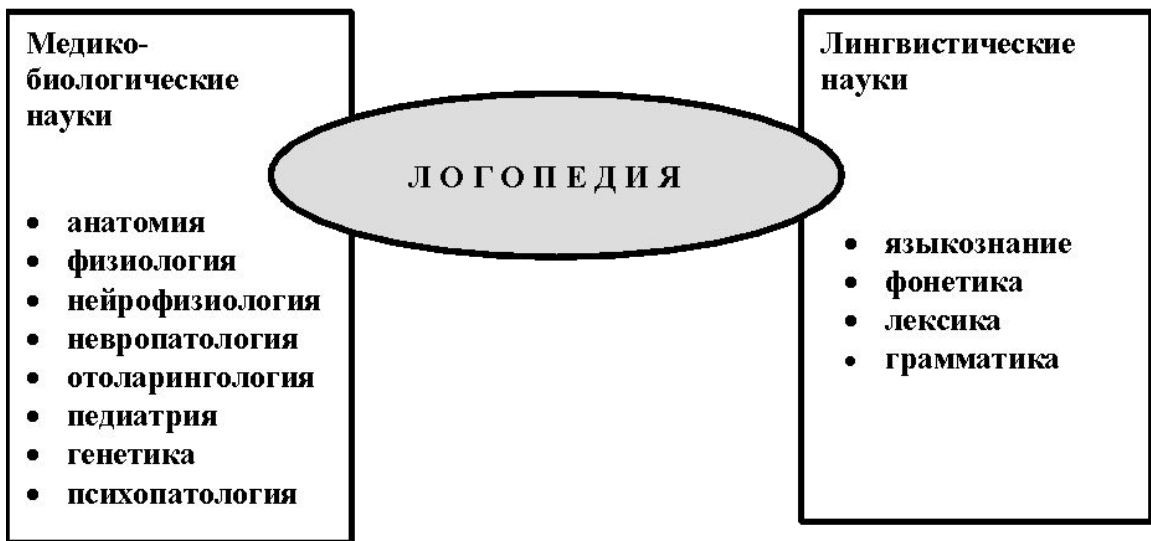 Медико-
биологические
науки
• анатомия
• физиология
• нейрофизиология
• невропатология
• отоларингология
• педиатрия
• генетика
• психопатология
ЛОГОПЕДИЯ
Лингвистические
науки
• языкознание
• фонетика
• лексика
• грамматика